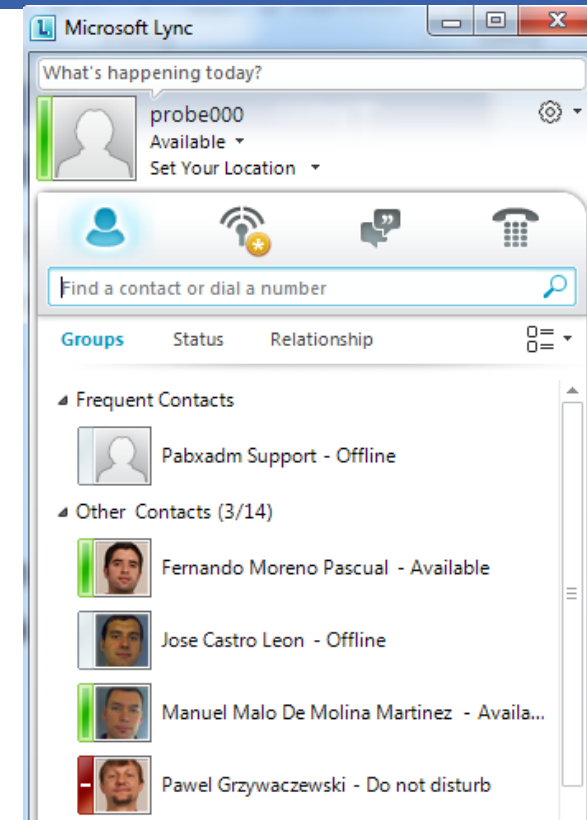 Microsoft Lync
What's happening today?
probe000
Available
Set Your Location
Find a contact or dial a number
Groups Status Relationship
Frequent Contacts
Pabxadm Support - Offline
Other Contacts (3/14)
Fernando Moreno Pascual - Available
Jose Castro Leon - Offline
Manuel Malo De Molina Martinez - Availa...
Pawel Grzywaczewski - Do not disturb